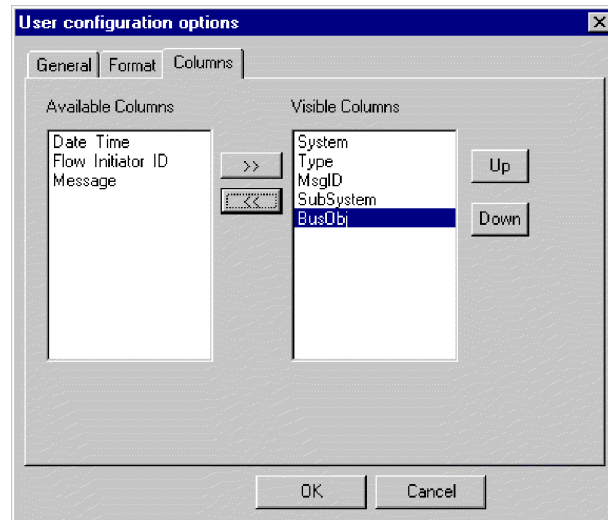 User configuration options
General Format Columns
Available Columns
Visible Columns
Date Time
Flow Initiator ID
Message
>>
<<
System
Type
MsgID
SubSystem
BusObj
Up
Down
OK
Cancel